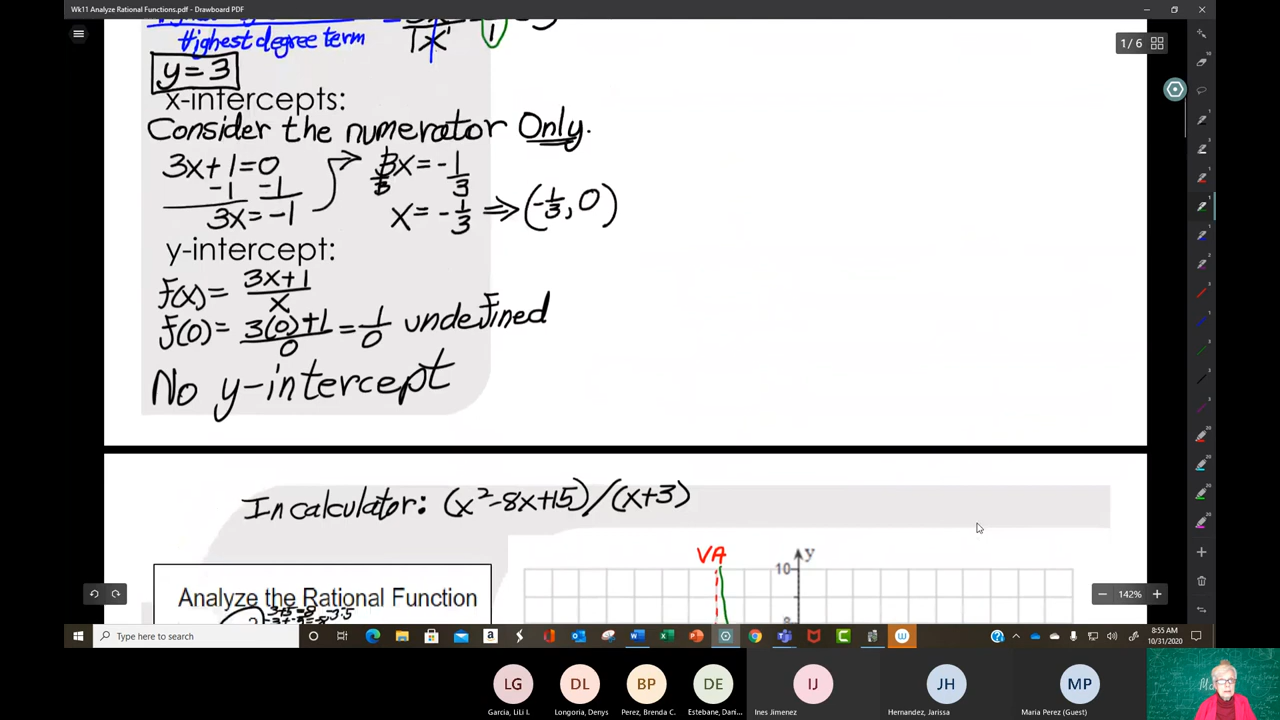 Wk11 Analyze Rational Functions.pdf - Drawboard PDF
1 / 6
Highest degree term
y = 3
x-intercepts:
Consider the numerator Only.
3x+1=0
-1 -1
3x=-1
3x = -1/3
x = -1/3 ⇒ (-1/3, 0)
y-intercept:
f(x) = (3x+1)/x
f(0) = (3(0)+1)/0 = 1/0 undefined
No y-intercept
In calculator: (x²-8x+15)/(x+3)
VA
y
10
Analyze the Rational Function
142%
Type here to search
8:55 AM
10/31/2020
LG
DL
BP
DE
IJ
JH
MP
Garcia, LiLi I.
Longoria, Denys
Perez, Brenda C.
Estebane, Dani...
Ines Jimenez
Hernandez, Jarissa
Maria Perez (Guest)